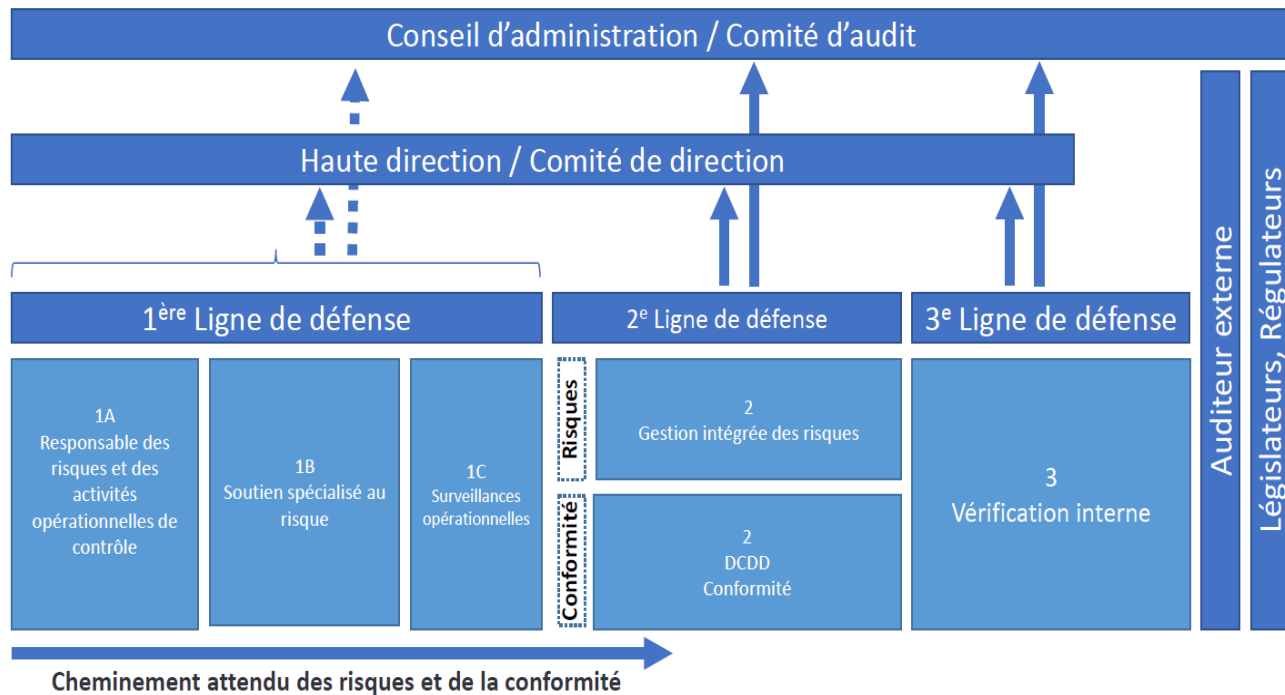 Conseil d’administration / Comité d’audit
Haute direction / Comité de direction
1ère Ligne de défense
2e Ligne de défense
3e Ligne de défense
1A
Responsable des
risques et des
activités
opérationnelles de
contrôle
1B
Soutien spécialisé au
risque
1C
Surveillances
opérationnelles
Risques
2
Gestion intégrée des risques
Conformité
2
DCDD
Conformité
3
Vérification interne
Auditeur externe
Législateurs, Régulateurs
Cheminement attendu des risques et de la conformité